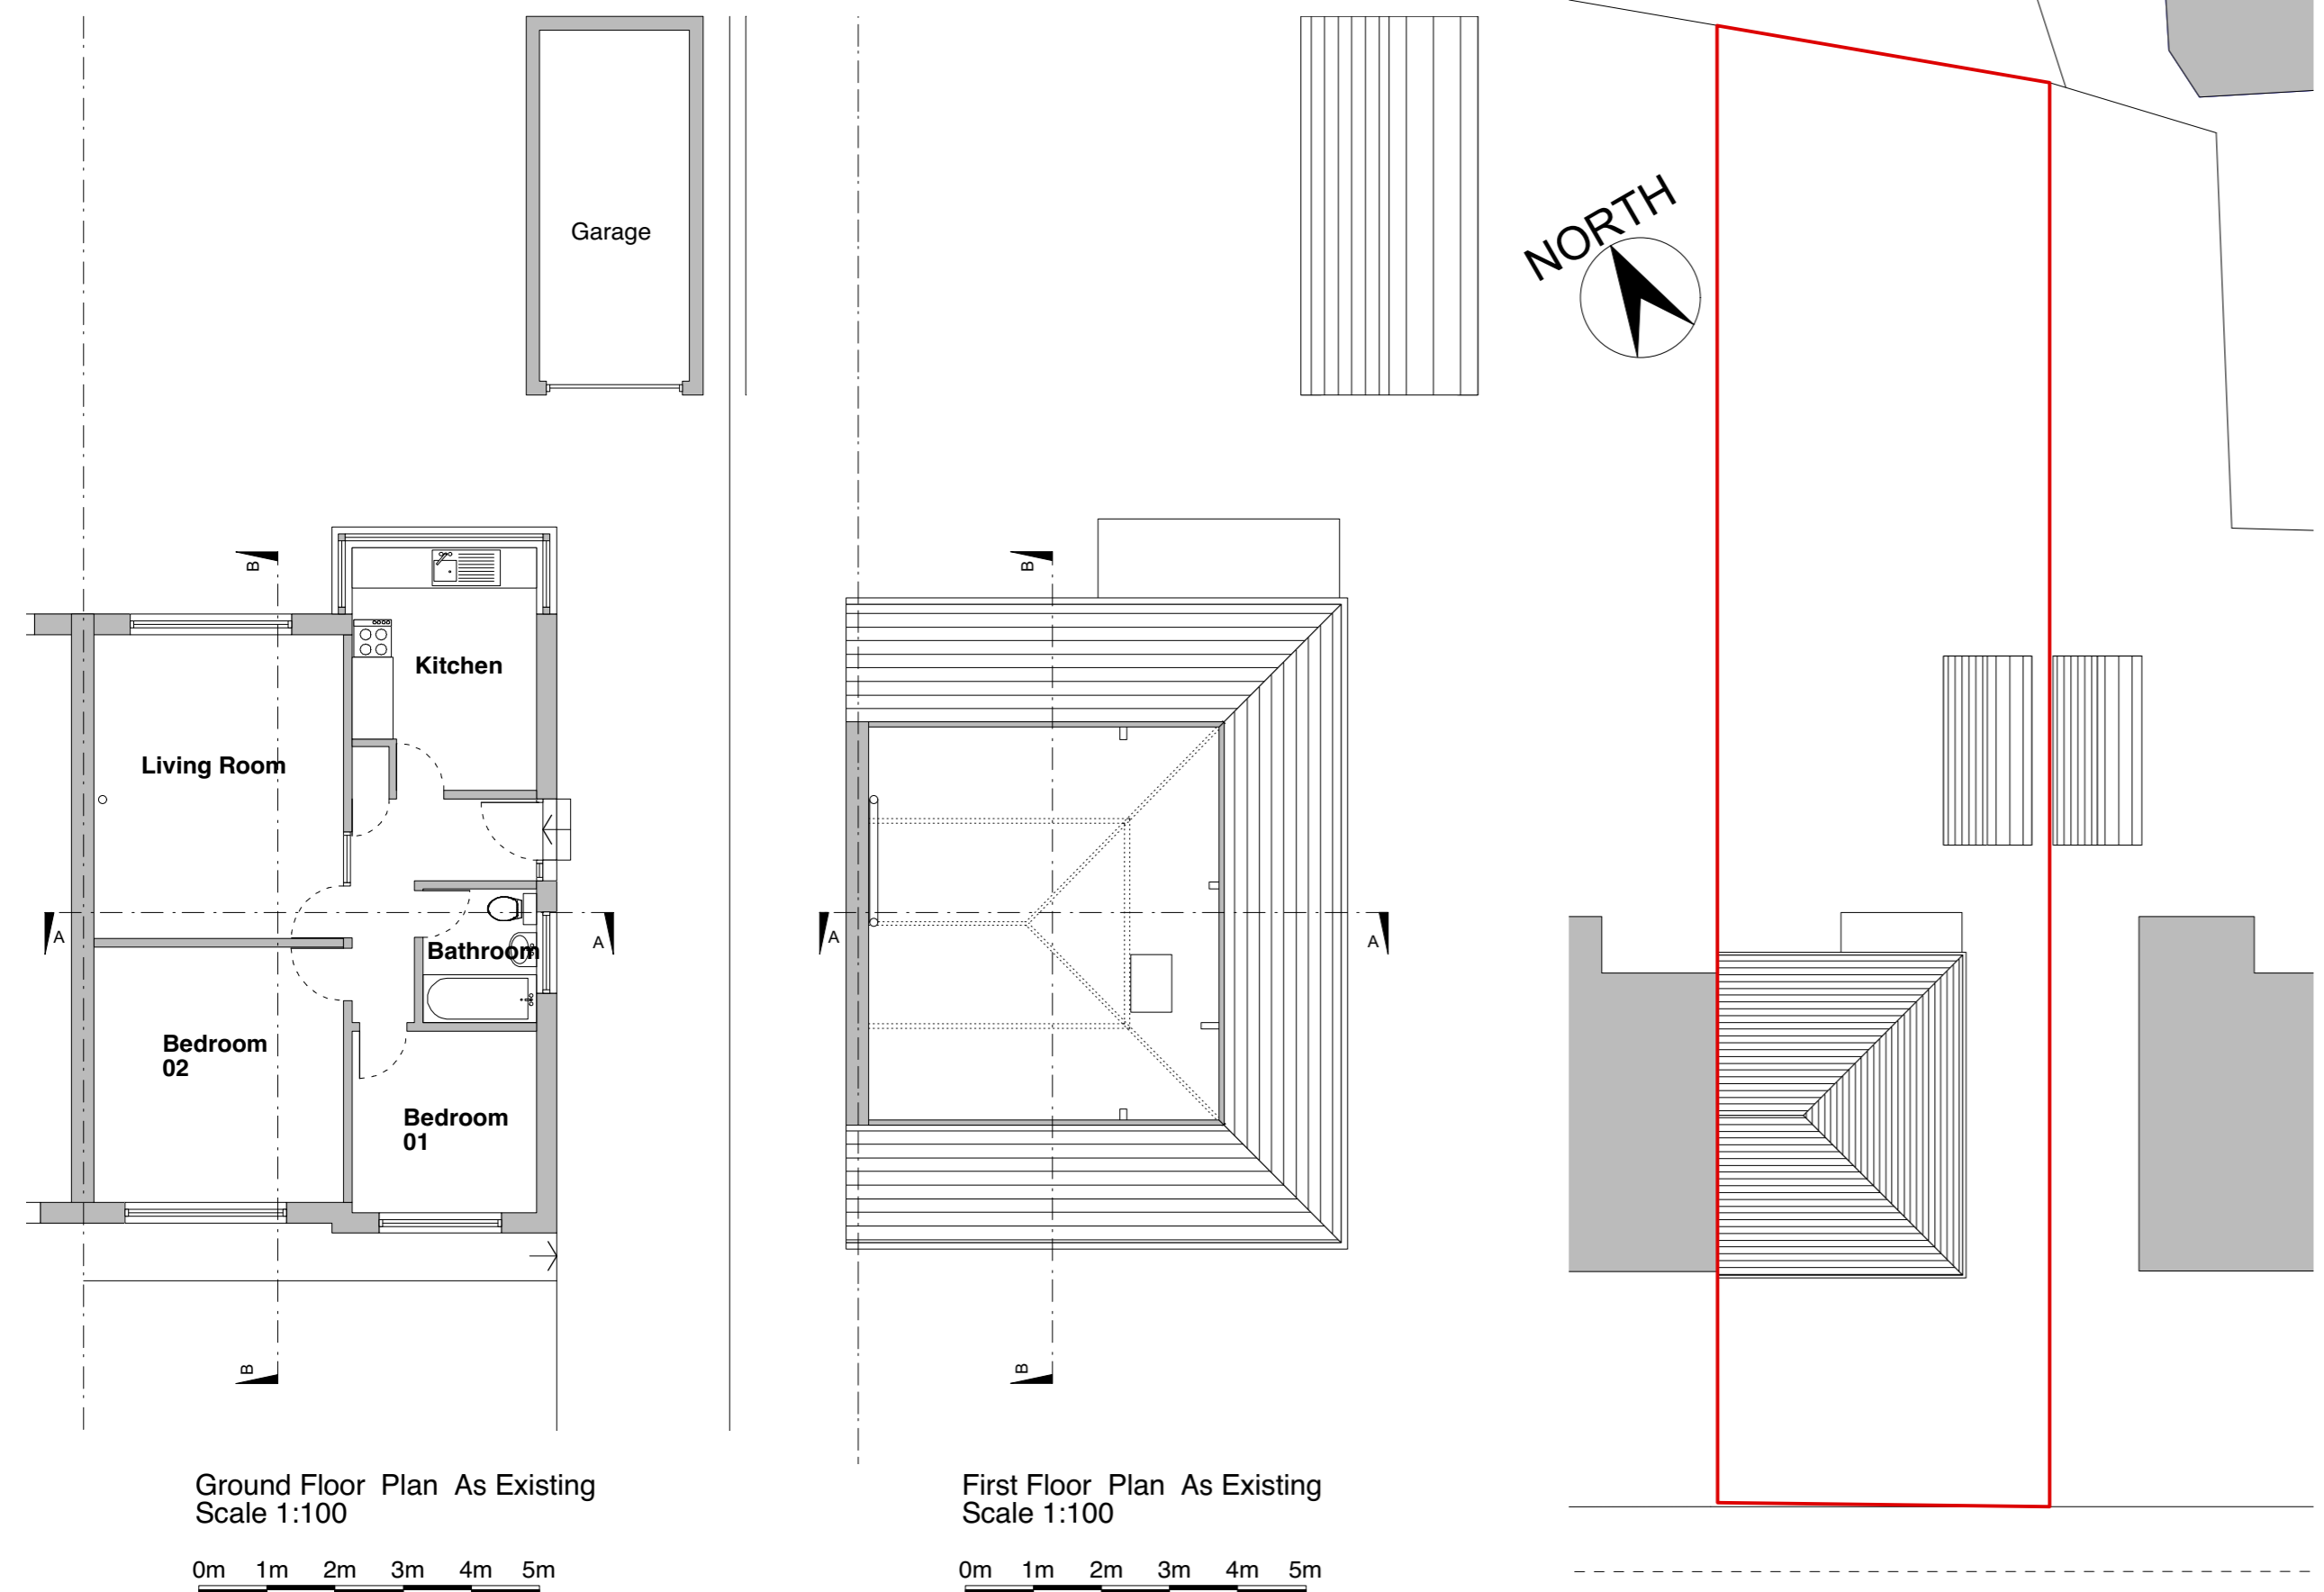 Garage
NORTH
B
B
Kitchen
Living Room
A
A
A
A
Bathroom
Bedroom
02
Bedroom
01
B
B
Ground Floor Plan As Existing
Scale 1:100
First Floor Plan As Existing
Scale 1:100
0m 1m 2m 3m 4m 5m
0m 1m 2m 3m 4m 5m